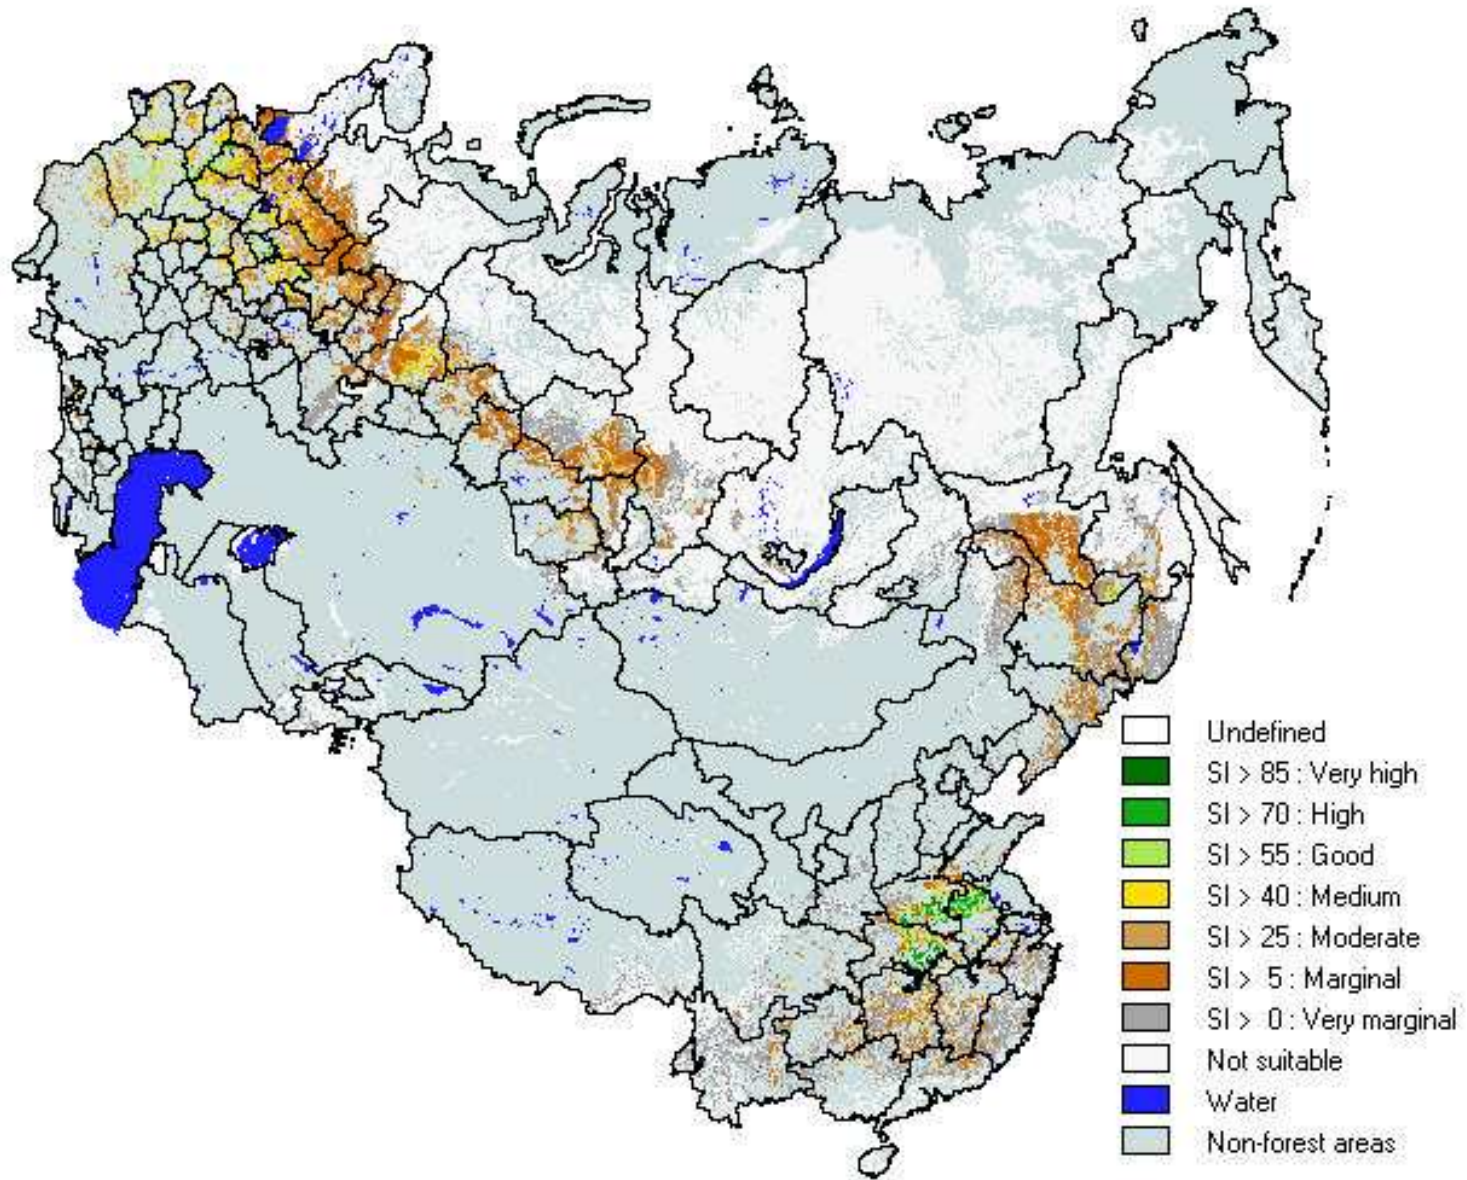 Undefined
SI > 85 : Very high
SI > 70 : High
SI > 55 : Good
SI > 40 : Medium
SI > 25 : Moderate
SI > 5 : Marginal
SI > 0 : Very marginal
Not suitable
Water
Non-forest areas